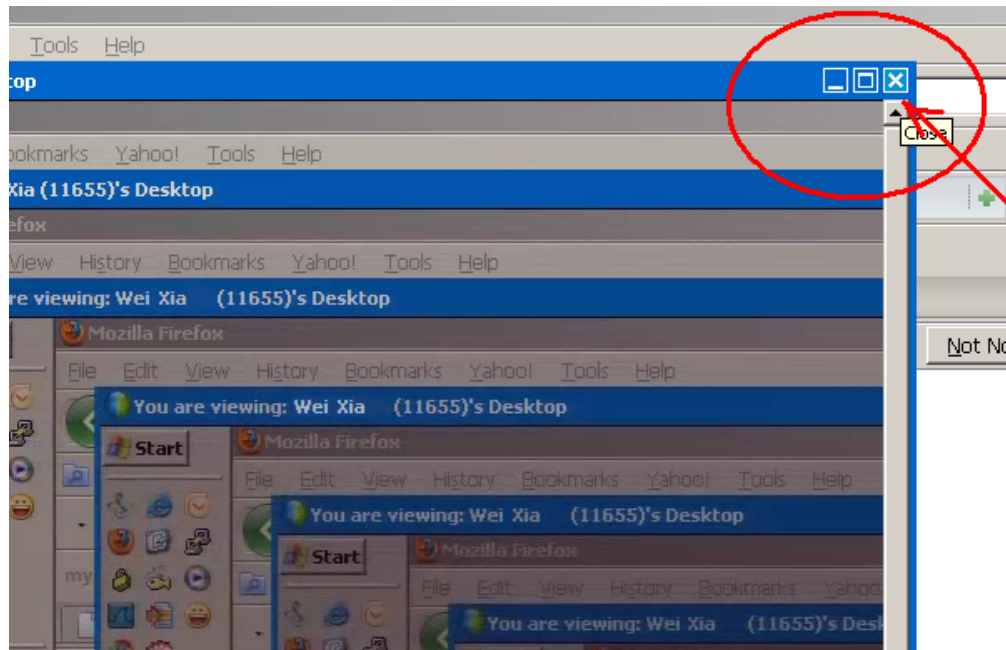 Tools Help
top
Close
ookmarks Yahoo! Tools Help
Xia (11655)'s Desktop
efox
View History Bookmarks Yahoo! Tools Help
re viewing: Wei Xia (11655)'s Desktop
Mozilla Firefox
Not No
File Edit View History Bookmarks Yahoo! Tools Help
You are viewing: Wei Xia (11655)'s Desktop
Start
Mozilla Firefox
File Edit View History Bookmarks Yahoo! Tools Help
You are viewing: Wei Xia (11655)'s Desktop
Start
Mozilla Firefox
my
File Edit View History Bookmarks Yahoo
You are viewing: Wei Xia (11655)'s Desk